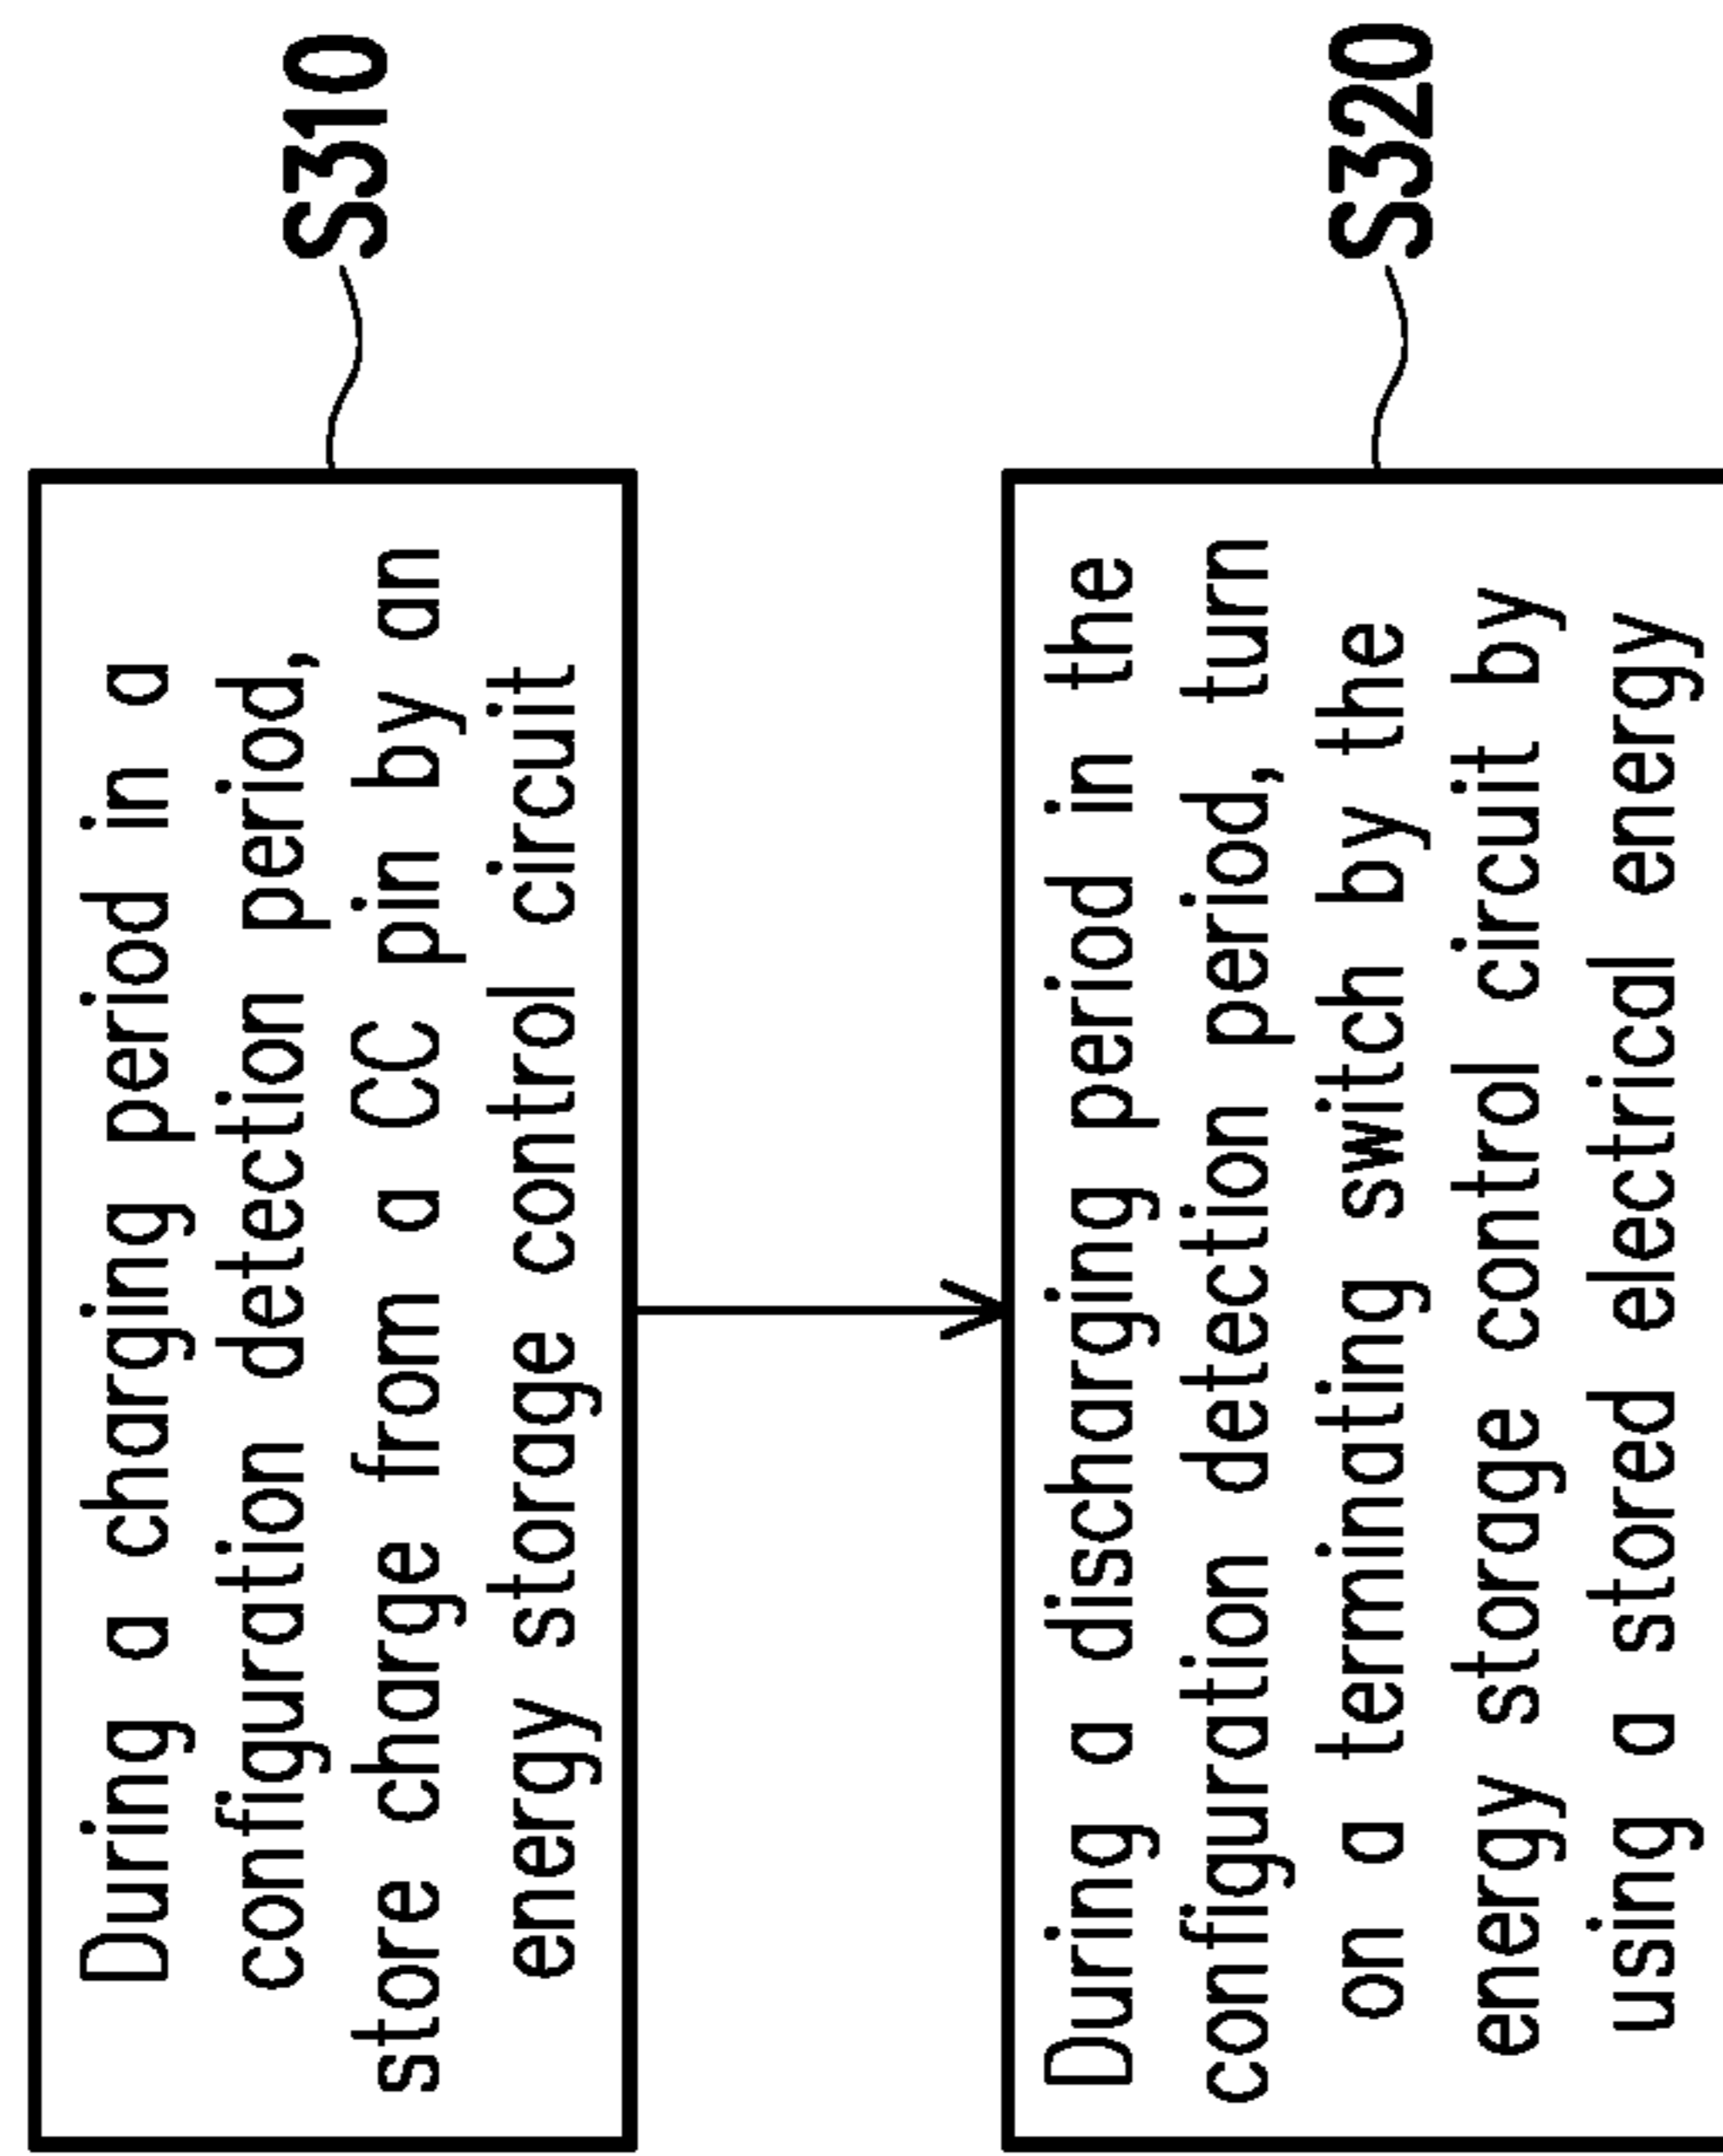 During a charging period in a
configuration detection period,
store charge from a CC pin by an
energy storage control circuit
S310
During a discharging period in the
configuration detection period, turn
on a terminating switch by the
energy storage control circuit by
using a stored electrical energy
S320